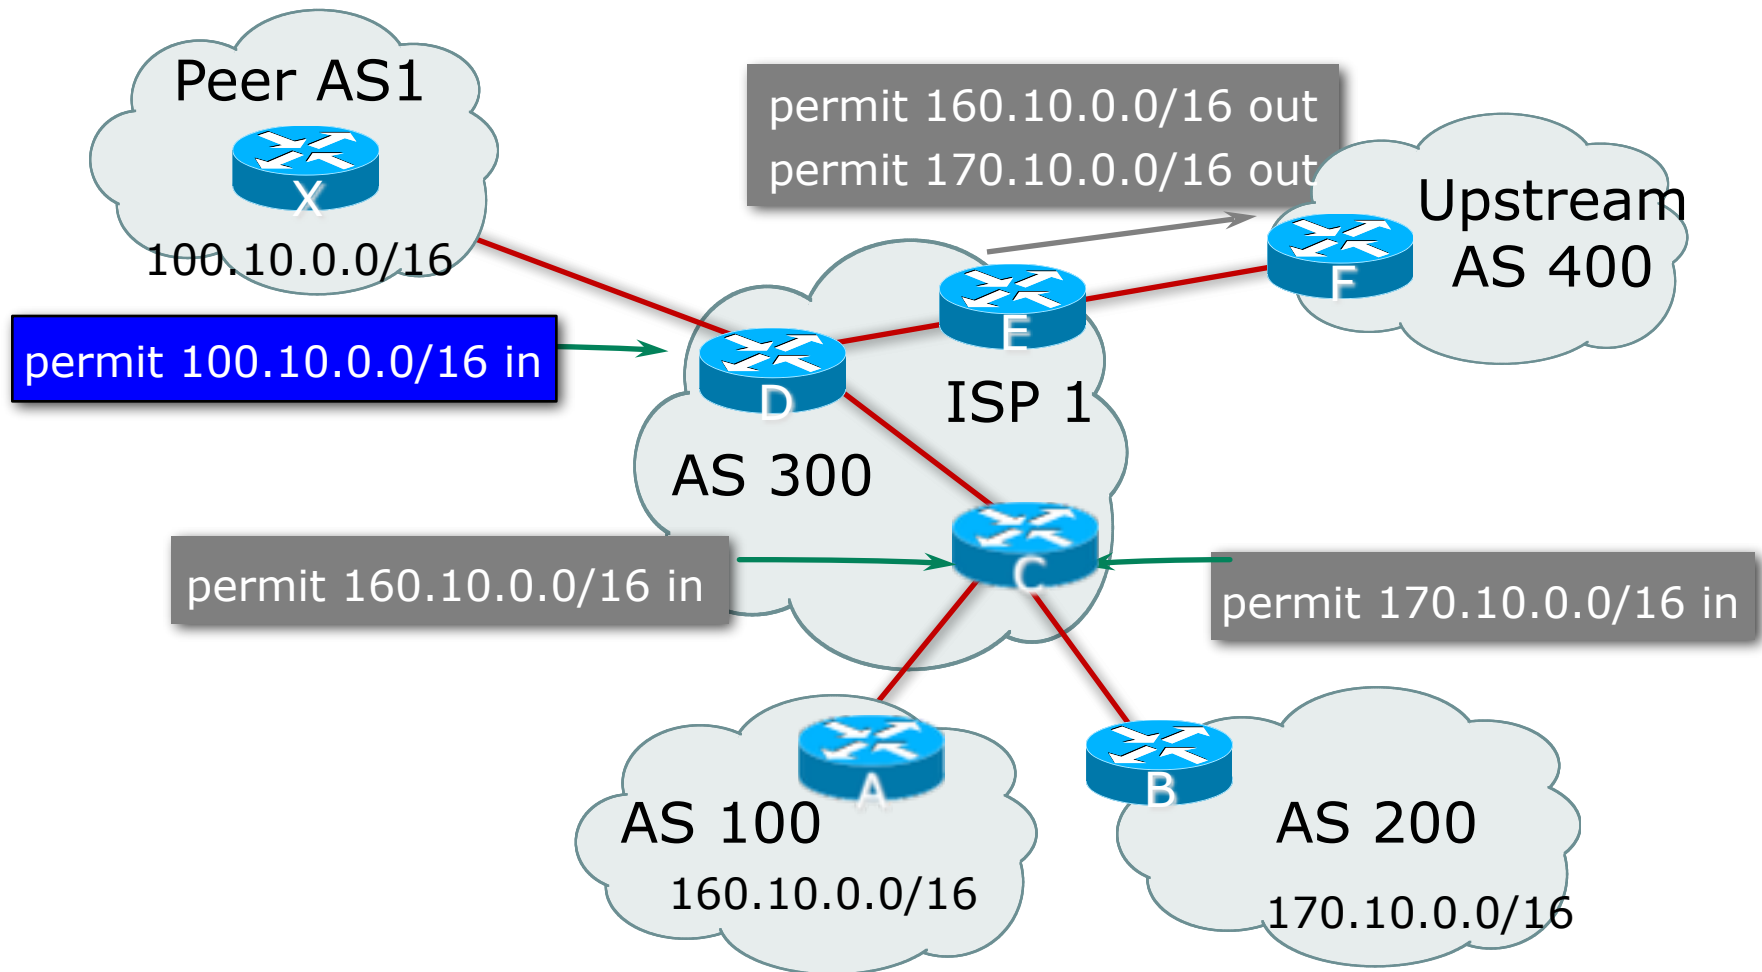 Peer AS1
X
100.10.0.0/16
permit 160.10.0.0/16 out
permit 170.10.0.0/16 out
Upstream
AS 400
F
E
permit 100.10.0.0/16 in
D
ISP 1
AS 300
C
permit 160.10.0.0/16 in
permit 170.10.0.0/16 in
A
AS 100
160.10.0.0/16
B
AS 200
170.10.0.0/16